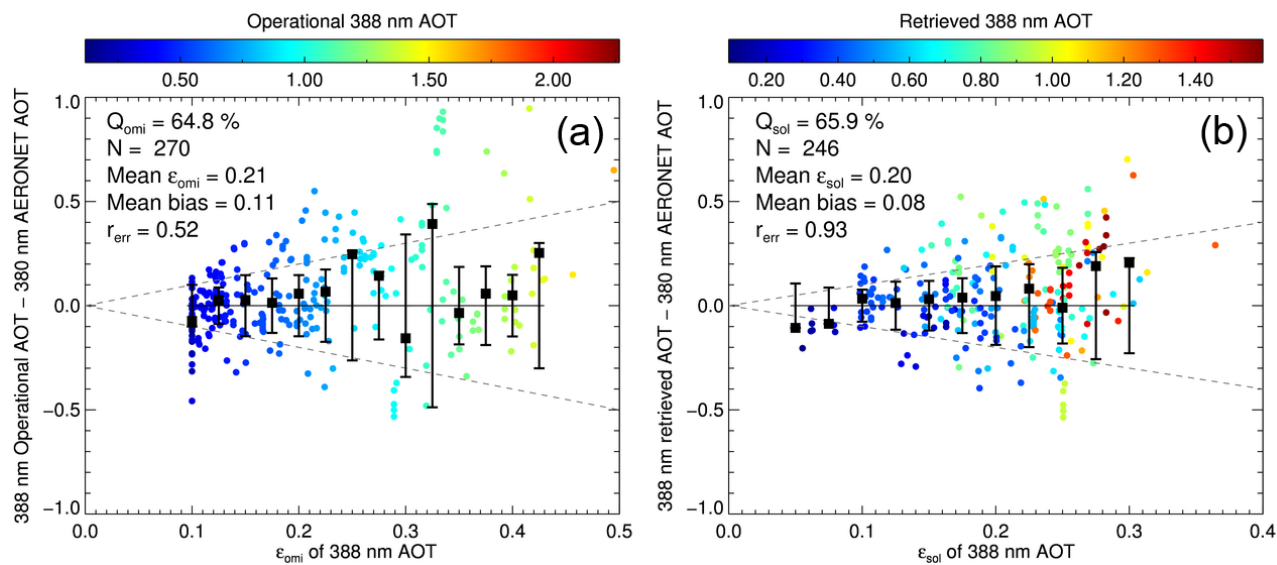 Operational 388 nm AOT
0.50 1.00 1.50 2.00
388 nm Operational AOT − 380 nm AERONET AOT
1.0
0.5
0.0
−0.5
−1.0
Q_omi = 64.8 %
N = 270
Mean ε_omi = 0.21
Mean bias = 0.11
r_err = 0.52
(a)
0.0 0.1 0.2 0.3 0.4 0.5
ε_omi of 388 nm AOT
Retrieved 388 nm AOT
0.20 0.40 0.60 0.80 1.00 1.20 1.40
388 nm retrieved AOT − 380 nm AERONET AOT
1.0
0.5
0.0
−0.5
−1.0
Q_sol = 65.9 %
N = 246
Mean ε_sol = 0.20
Mean bias = 0.08
r_err = 0.93
(b)
0.0 0.1 0.2 0.3 0.4
ε_sol of 388 nm AOT